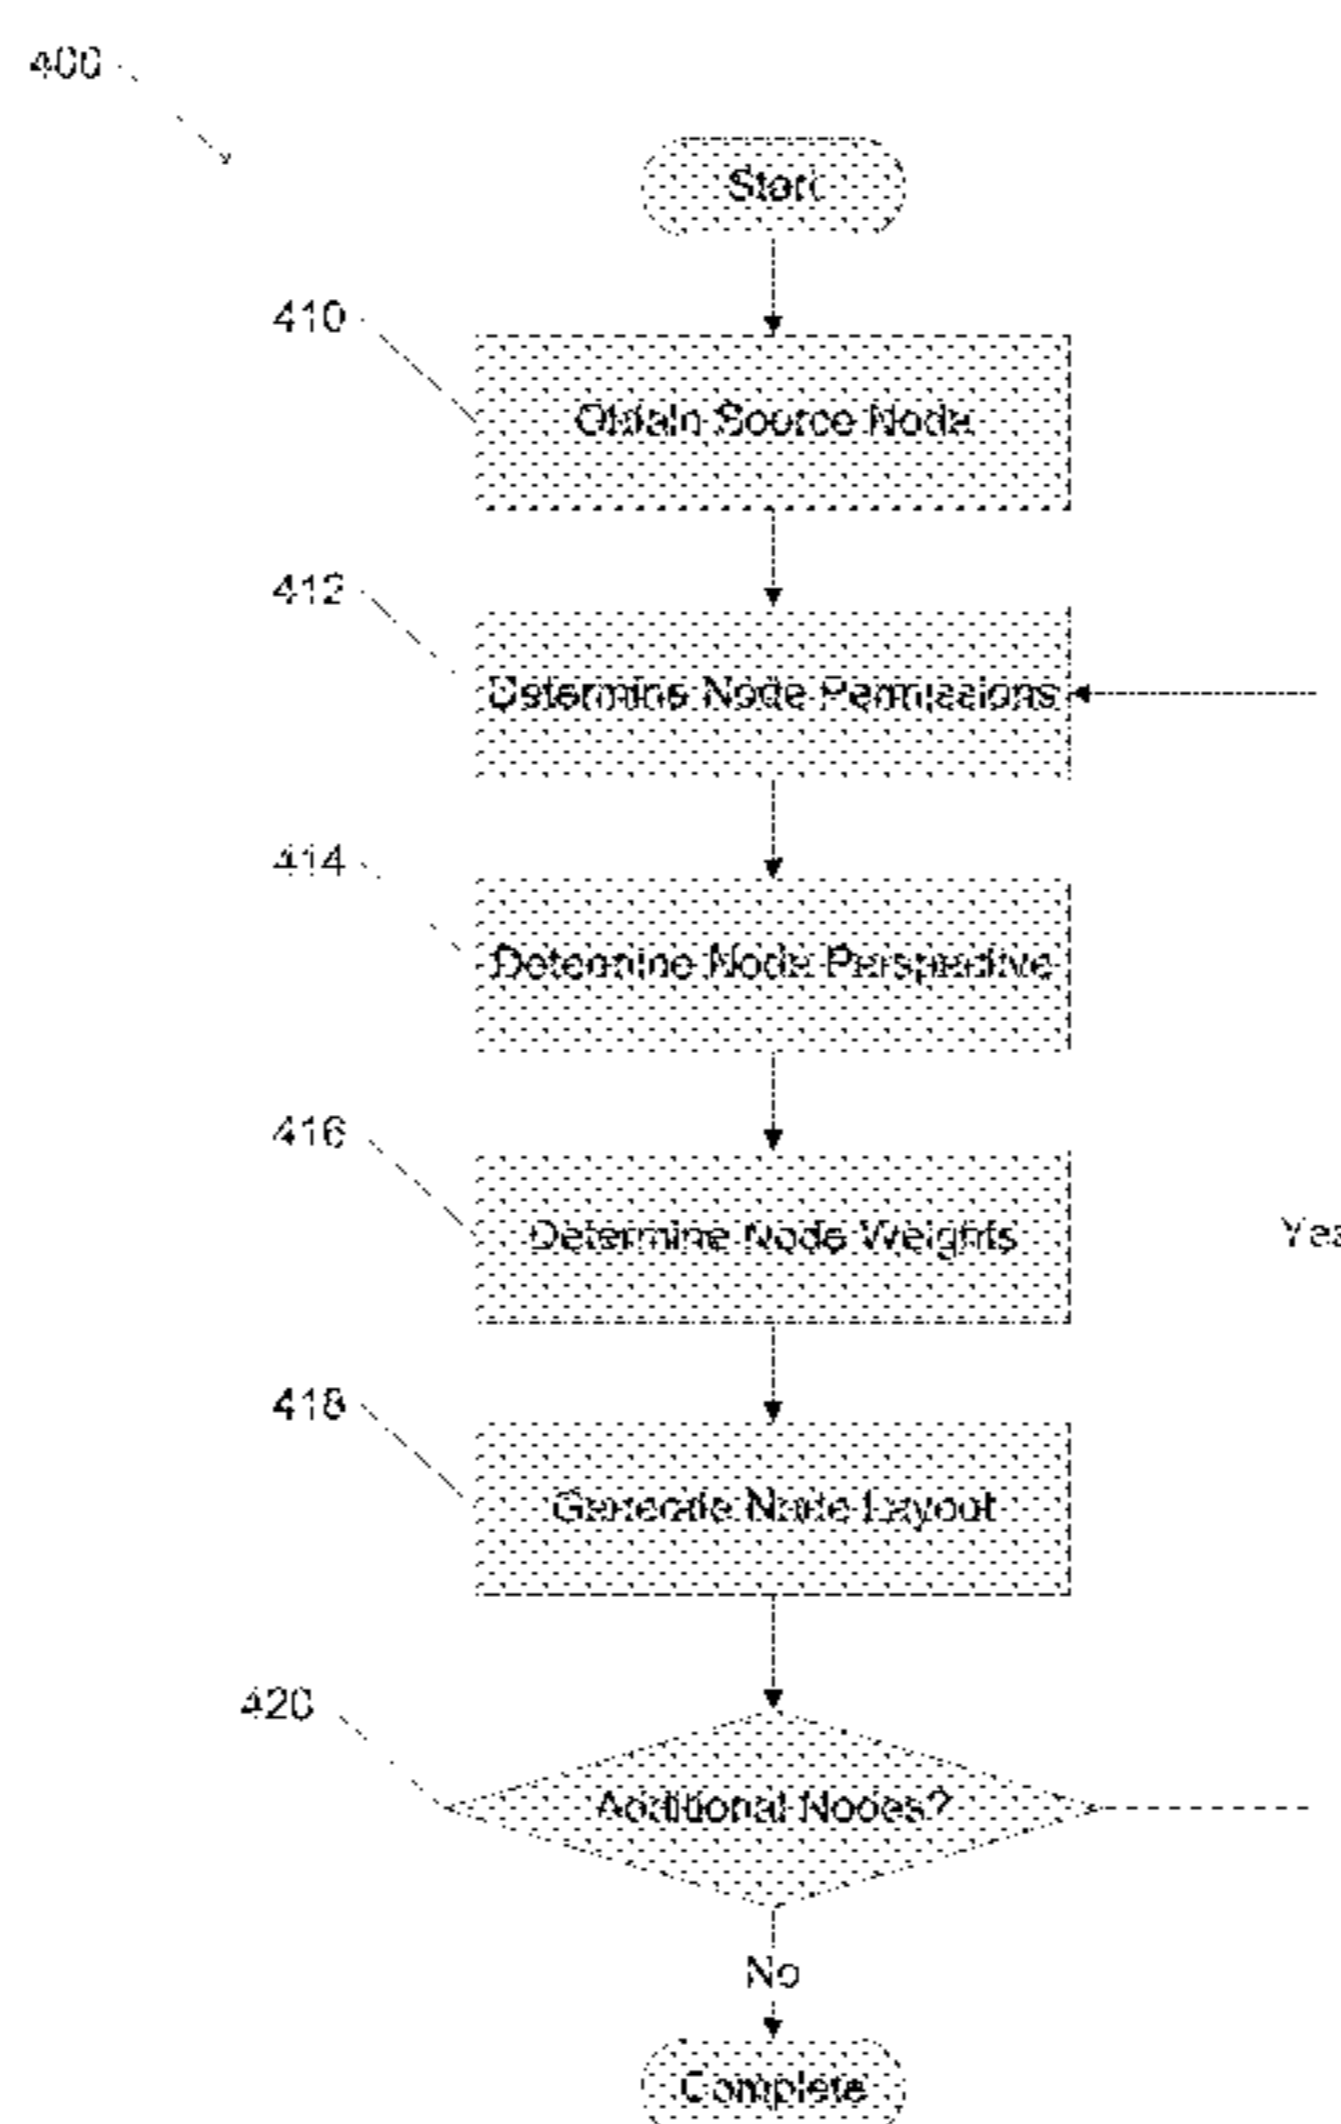 400
Start
410
Obtain Source Node
412
Determine Node Permissions
414
Determine Node Perspective
416
Determine Node Weights
418
Generate Node Layout
420
Additional Nodes?
No
Complete